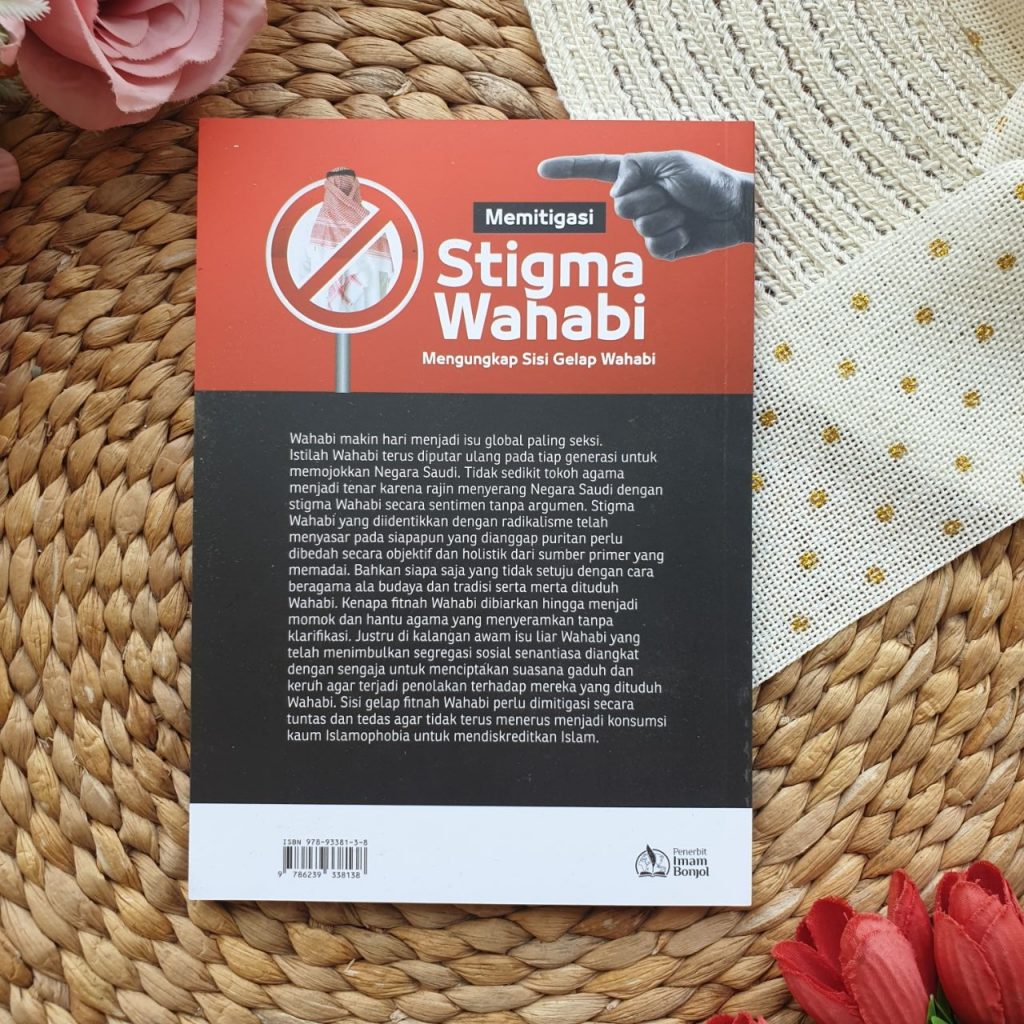 Memitigasi
Stigma
Wahabi
Mengungkap Sisi Gelap Wahabi
Wahabi makin hari menjadi isu global paling seksi.
Istilah Wahabi terus diputar ulang pada tiap generasi untuk
memojokkan Negara Saudi. Tidak sedikit tokoh agama
menjadi tenar karena rajin menyerang Negara Saudi dengan
stigma Wahabi secara sentimen tanpa argumen. Stigma
Wahabi yang diidentikkan dengan radikalisme telah
menyasar pada siapapun yang dianggap puritan perlu
dibedah secara objektif dan holistik dari sumber primer yang
memadai. Bahkan siapa saja yang tidak setuju dengan cara
beragama ala budaya dan tradisi serta merta dituduh
Wahabi. Kenapa fitnah Wahabi dibiarkan hingga menjadi
momok dan hantu agama yang menyeramkan tanpa
klarifikasi. Justru di kalangan awam isu liar Wahabi yang
telah menimbulkan segregasi sosial senantiasa diangkat
dengan sengaja untuk menciptakan suasana gaduh dan
keruh agar terjadi penolakan terhadap mereka yang dituduh
Wahabi. Sisi gelap fitnah Wahabi perlu dimitigasi secara
tuntas dan tedas agar tidak terus menerus menjadi konsumsi
kaum Islamophobia untuk mendiskreditkan Islam.
ISBN 978-93381-3-8
9 786239 338138
Penerbit
Imam
Bonjol